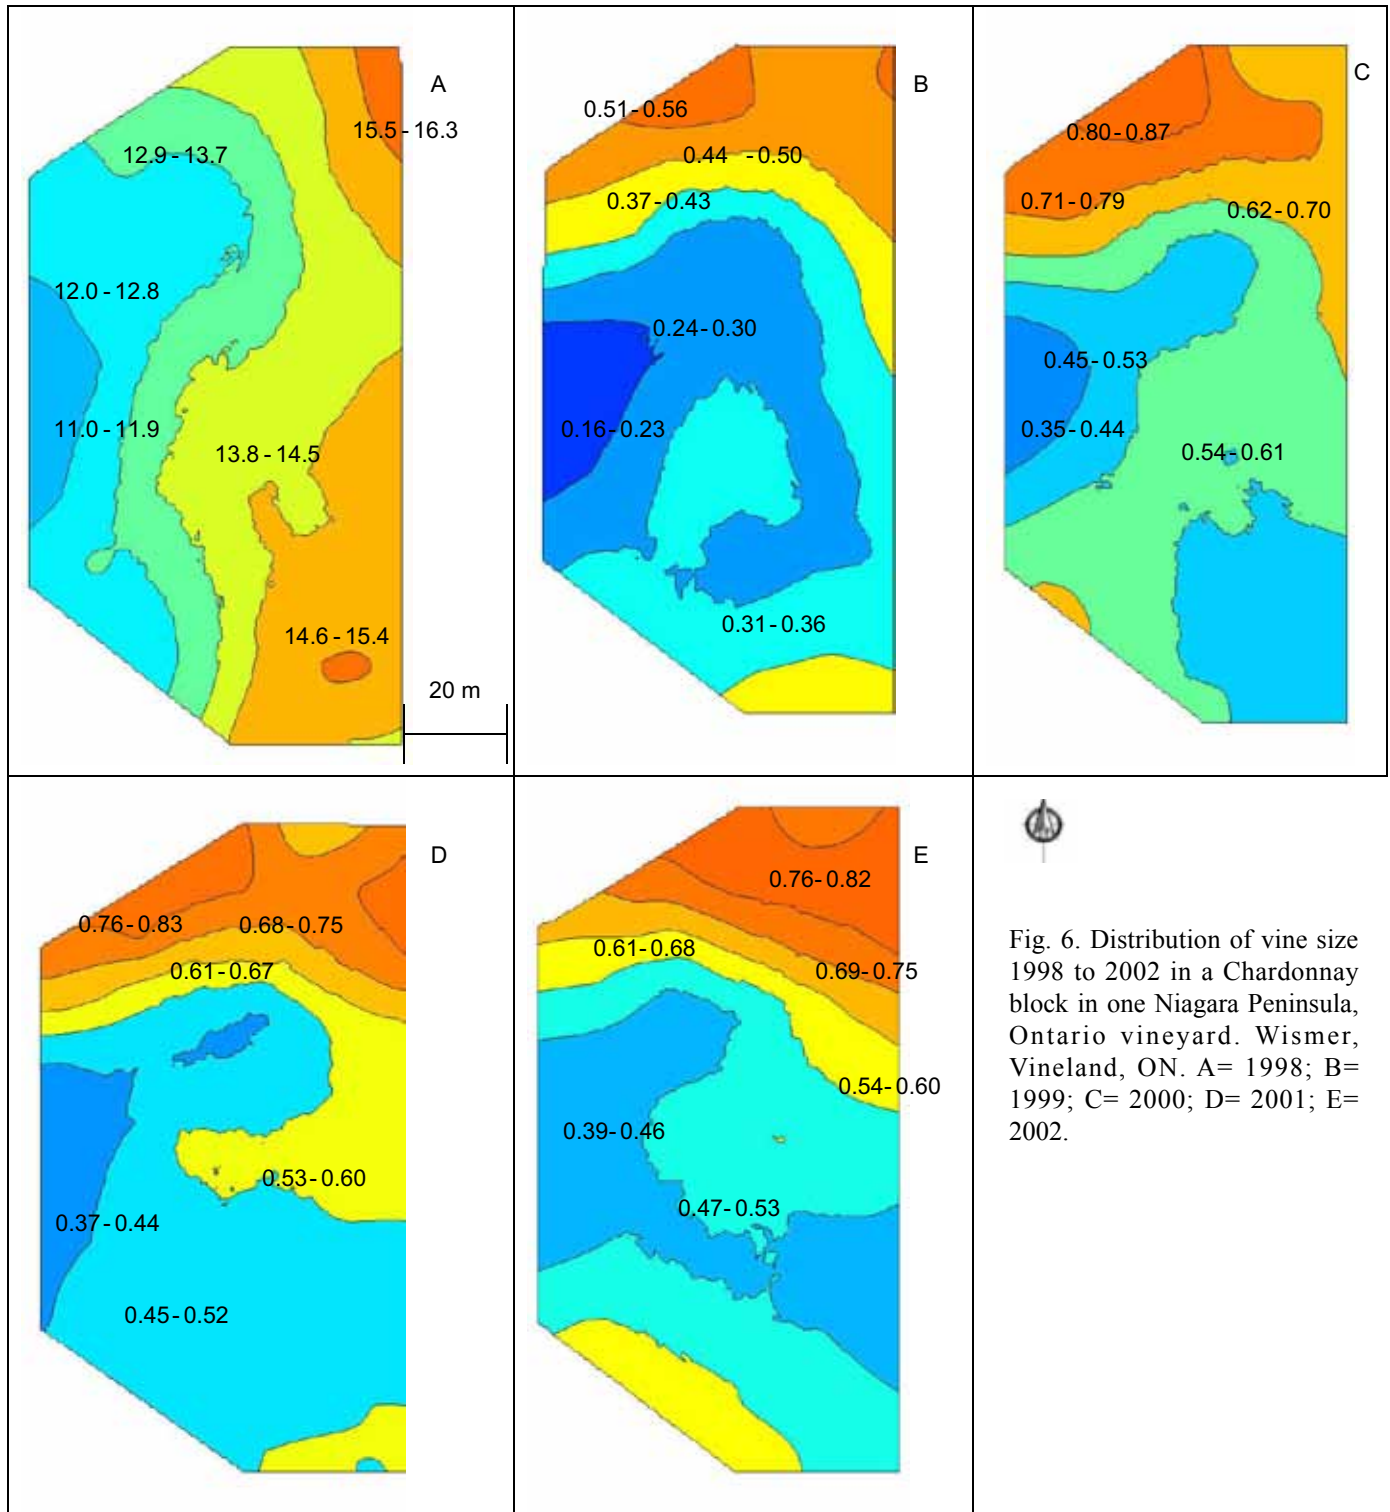 A
15.5 - 16.3
12.9 - 13.7
12.0 - 12.8
11.0 - 11.9
13.8 - 14.5
14.6 - 15.4
20 m
B
0.51 - 0.56
0.44 - 0.50
0.37 - 0.43
0.24 - 0.30
0.16 - 0.23
0.31 - 0.36
C
0.80 - 0.87
0.71 - 0.79
0.62 - 0.70
0.45 - 0.53
0.35 - 0.44
0.54 - 0.61
D
0.76 - 0.83
0.68 - 0.75
0.61 - 0.67
0.53 - 0.60
0.37 - 0.44
0.45 - 0.52
E
0.76 - 0.82
0.61 - 0.68
0.69 - 0.75
0.54 - 0.60
0.39 - 0.46
0.47 - 0.53
Fig. 6. Distribution of vine size
1998 to 2002 in a Chardonnay
block in one Niagara Peninsula,
Ontario vineyard. Wismer,
Vineland, ON. A= 1998; B=
1999; C= 2000; D= 2001; E=
2002.